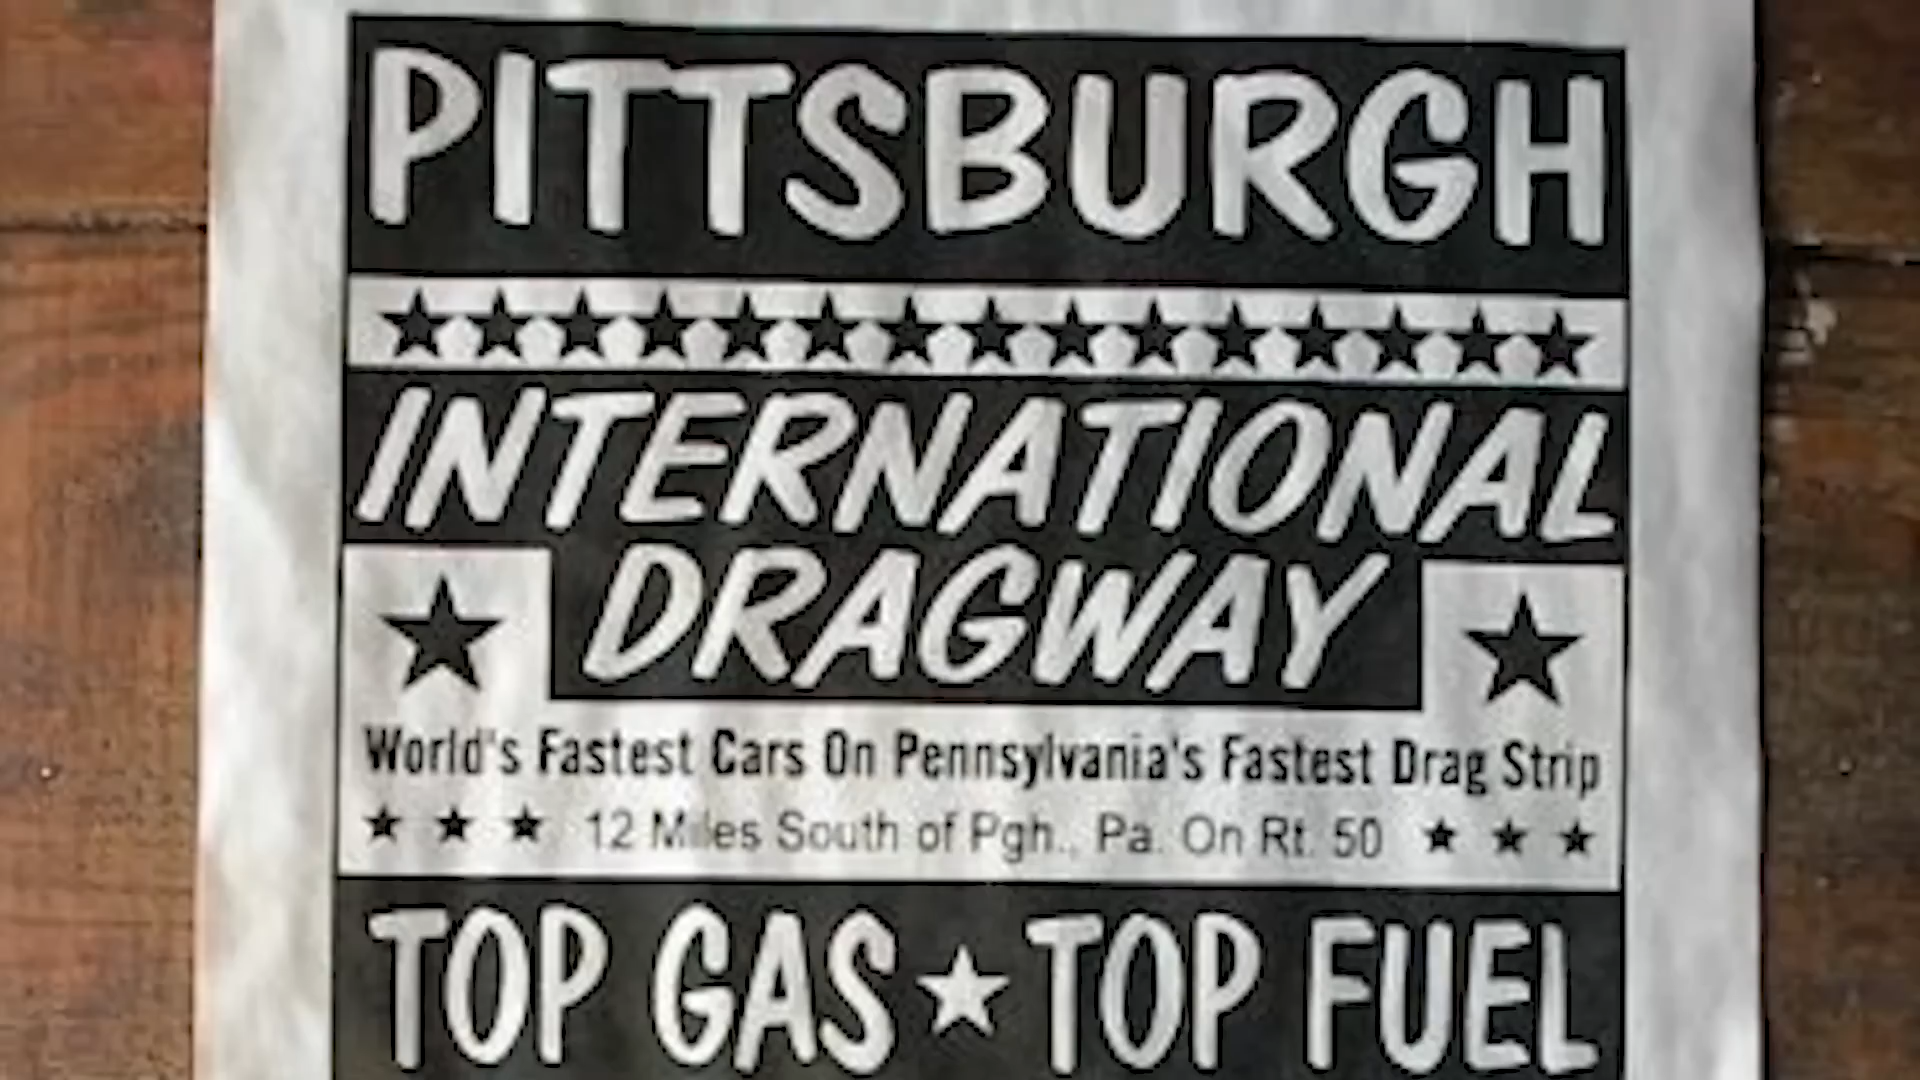 PITTSBURGH
INTERNATIONAL
DRAGWAY
World's Fastest Cars On Pennsylvania's Fastest Drag Strip
12 Miles South of Pgh., Pa. On Rt. 50
TOP GAS ★ TOP FUEL